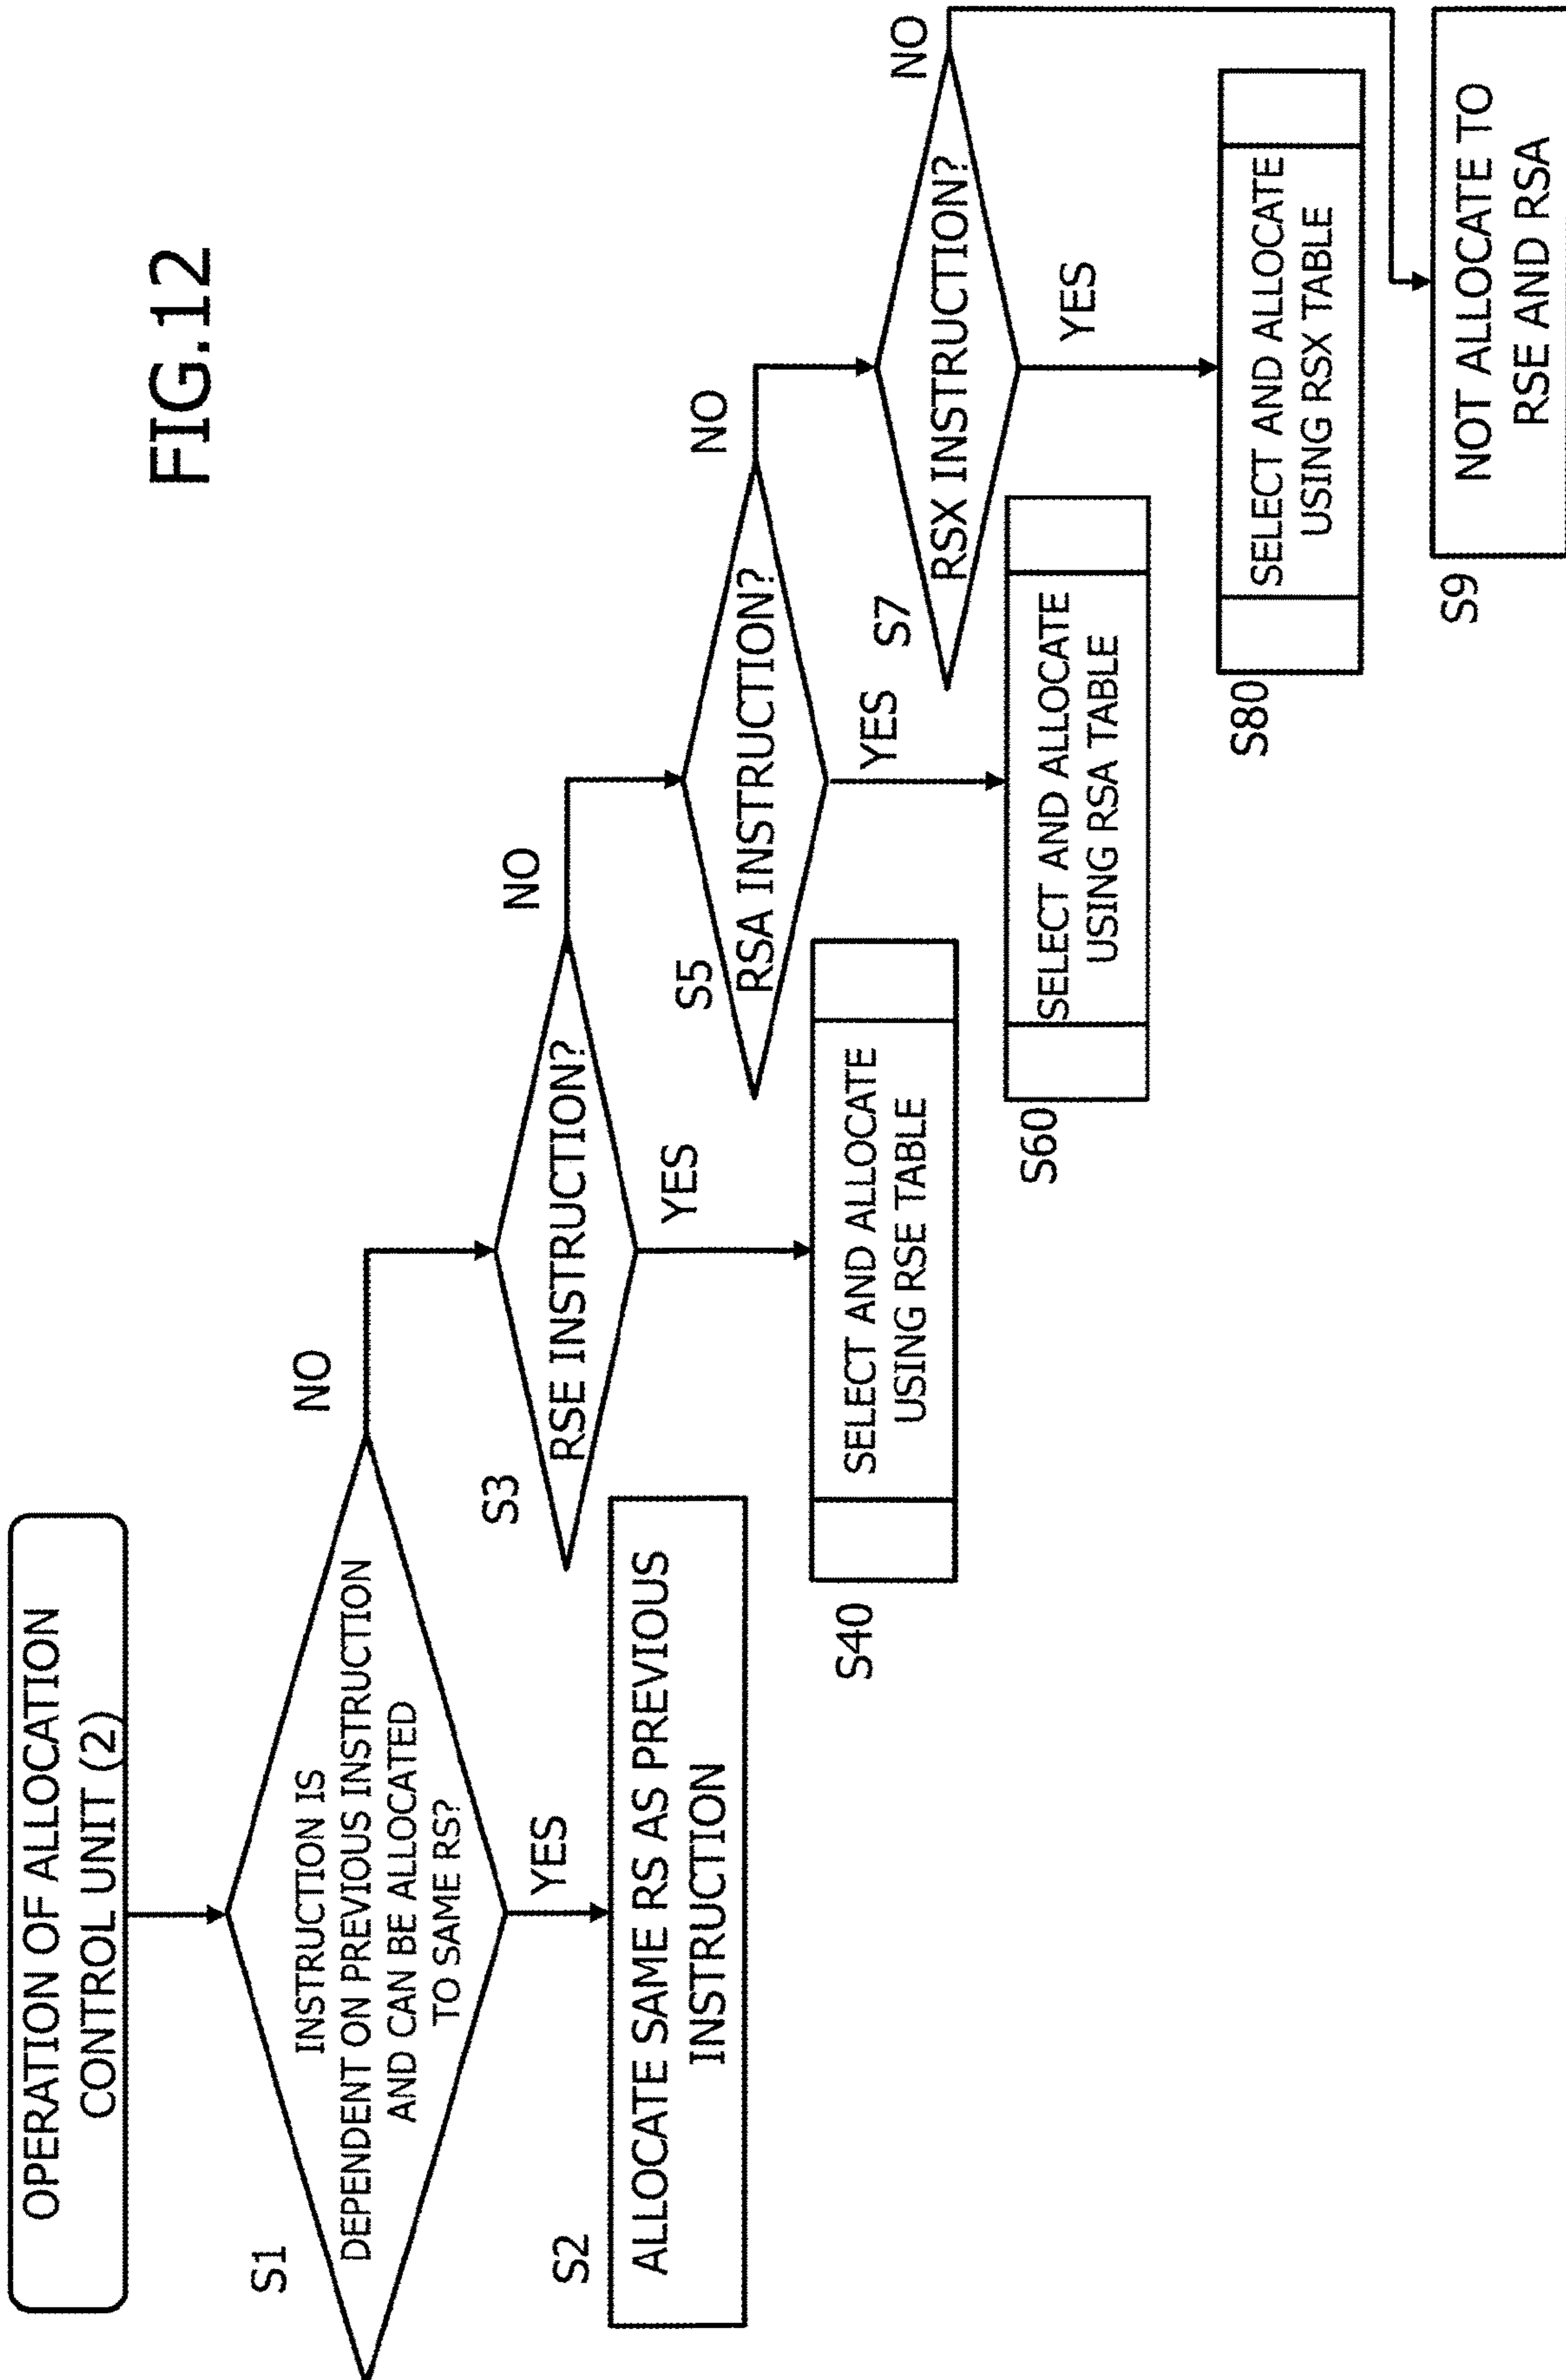 FIG.12
OPERATION OF ALLOCATION
CONTROL UNIT (2)
S1
INSTRUCTION IS
DEPENDENT ON PREVIOUS INSTRUCTION
AND CAN BE ALLOCATED
TO SAME RS?
NO
YES
S2
ALLOCATE SAME RS AS PREVIOUS
INSTRUCTION
S3
RSE INSTRUCTION?
NO
YES
S40
SELECT AND ALLOCATE
USING RSE TABLE
S5
RSA INSTRUCTION?
NO
YES
S60
SELECT AND ALLOCATE
USING RSA TABLE
S7
RSX INSTRUCTION?
NO
YES
S80
SELECT AND ALLOCATE
USING RSX TABLE
S9
NOT ALLOCATE TO
RSE AND RSA